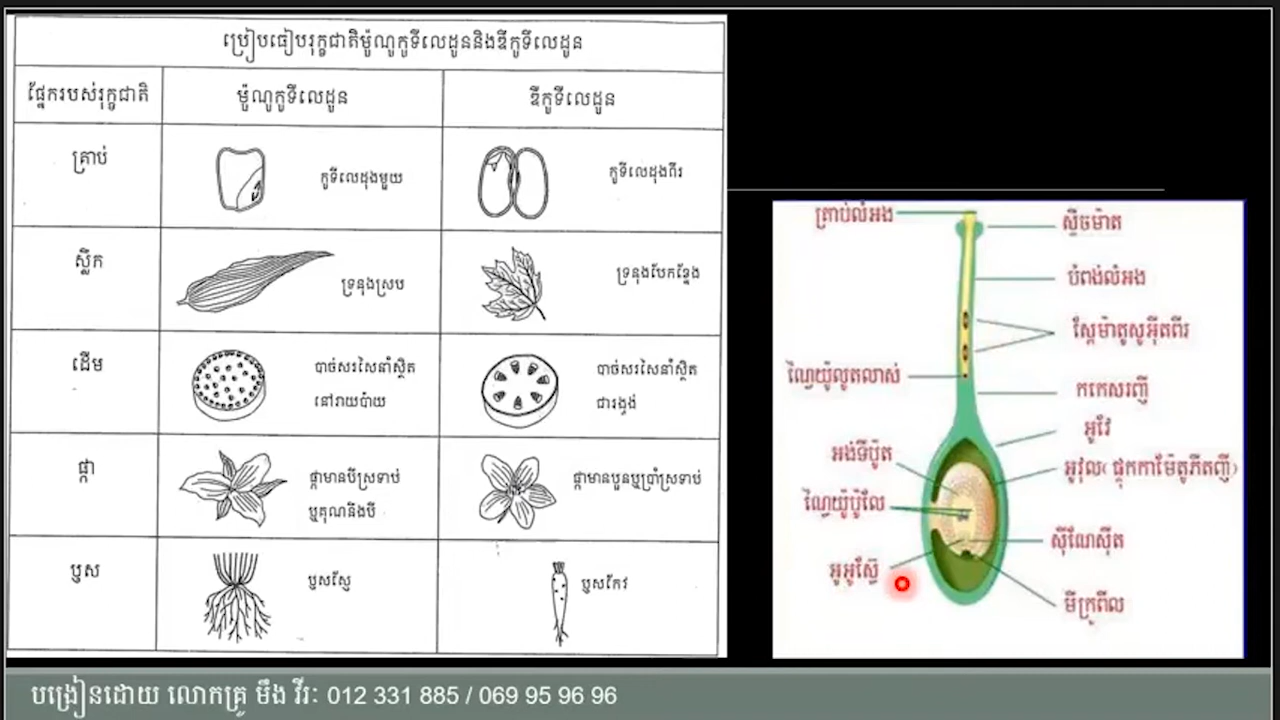 ប្រៀបធៀបរុក្ខជាតិម៉ូណូកូទីលេដូននិងឌីកូទីលេដូន
ផ្នែករបស់រុក្ខជាតិ
ម៉ូណូកូទីលេដូន
ឌីកូទីលេដូន
គ្រាប់
កូទីលេដុងមួយ
កូទីលេដុងពីរ
ស្លឹក
ទ្រនុងស្រប
ទ្រនុងបែកខ្នែង
ដើម
បាច់សរសៃនាំស្ថិត
នៅរាយប៉ាយ
បាច់សរសៃនាំស្ថិត
ជារង្វង់
ផ្កា
ផ្កាមានបីស្រទាប់
ឬគុណនឹងបី
ផ្កាមានបួនឬប្រាំស្រទាប់
ឫស
ឫសស្ញែ
ឫសកែវ
គ្រាប់លំអង
ស្ទិចម៉ាត
បំពង់លំអង
ស្ពែម៉ាតូសូអ៊ីតពីរ
ណ្វៃយ៉ូលូតលាស់
កកេសរញី
អូវែ
អង់ទីប៉ូត
អូវុល( ផ្ទុកកាម៉ែតូភីតញី)
ណ្វៃយ៉ូប៉ូលែ
ស៊ីណែស៊ីត
អូអូស្ព៊ែ
មីក្រូពីល
បង្រៀនដោយ លោកគ្រូ ម៉ឹង វីរៈ 012 331 885 / 069 95 96 96